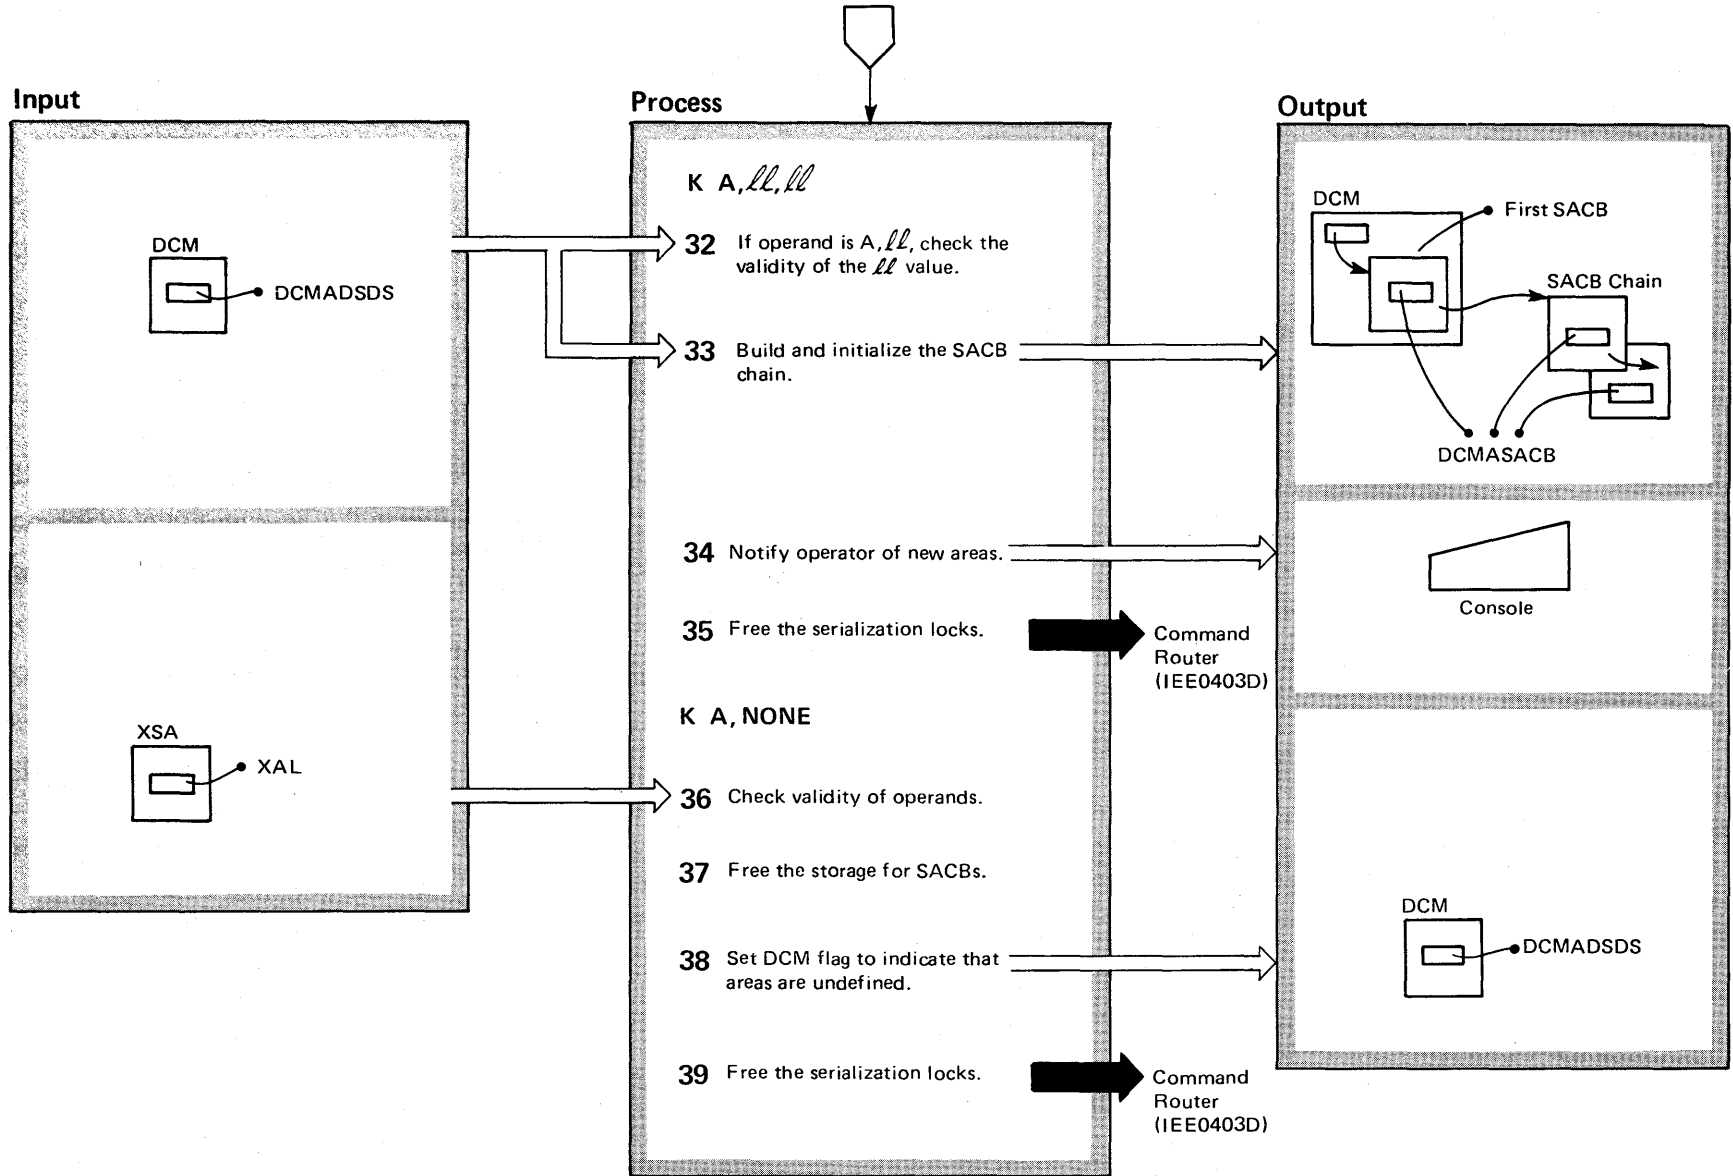 Input
DCM
DCMADSDS
XSA
XAL
Process
K A,ll,ll
32 If operand is A,ll, check the
validity of the ll value.
33 Build and initialize the SACB
chain.
34 Notify operator of new areas.
35 Free the serialization locks.
Command
Router
(IEE0403D)
K A, NONE
36 Check validity of operands.
37 Free the storage for SACBs.
38 Set DCM flag to indicate that
areas are undefined.
39 Free the serialization locks.
Command
Router
(IEE0403D)
Output
DCM
First SACB
SACB Chain
DCMASACB
Console
DCM
DCMADSDS